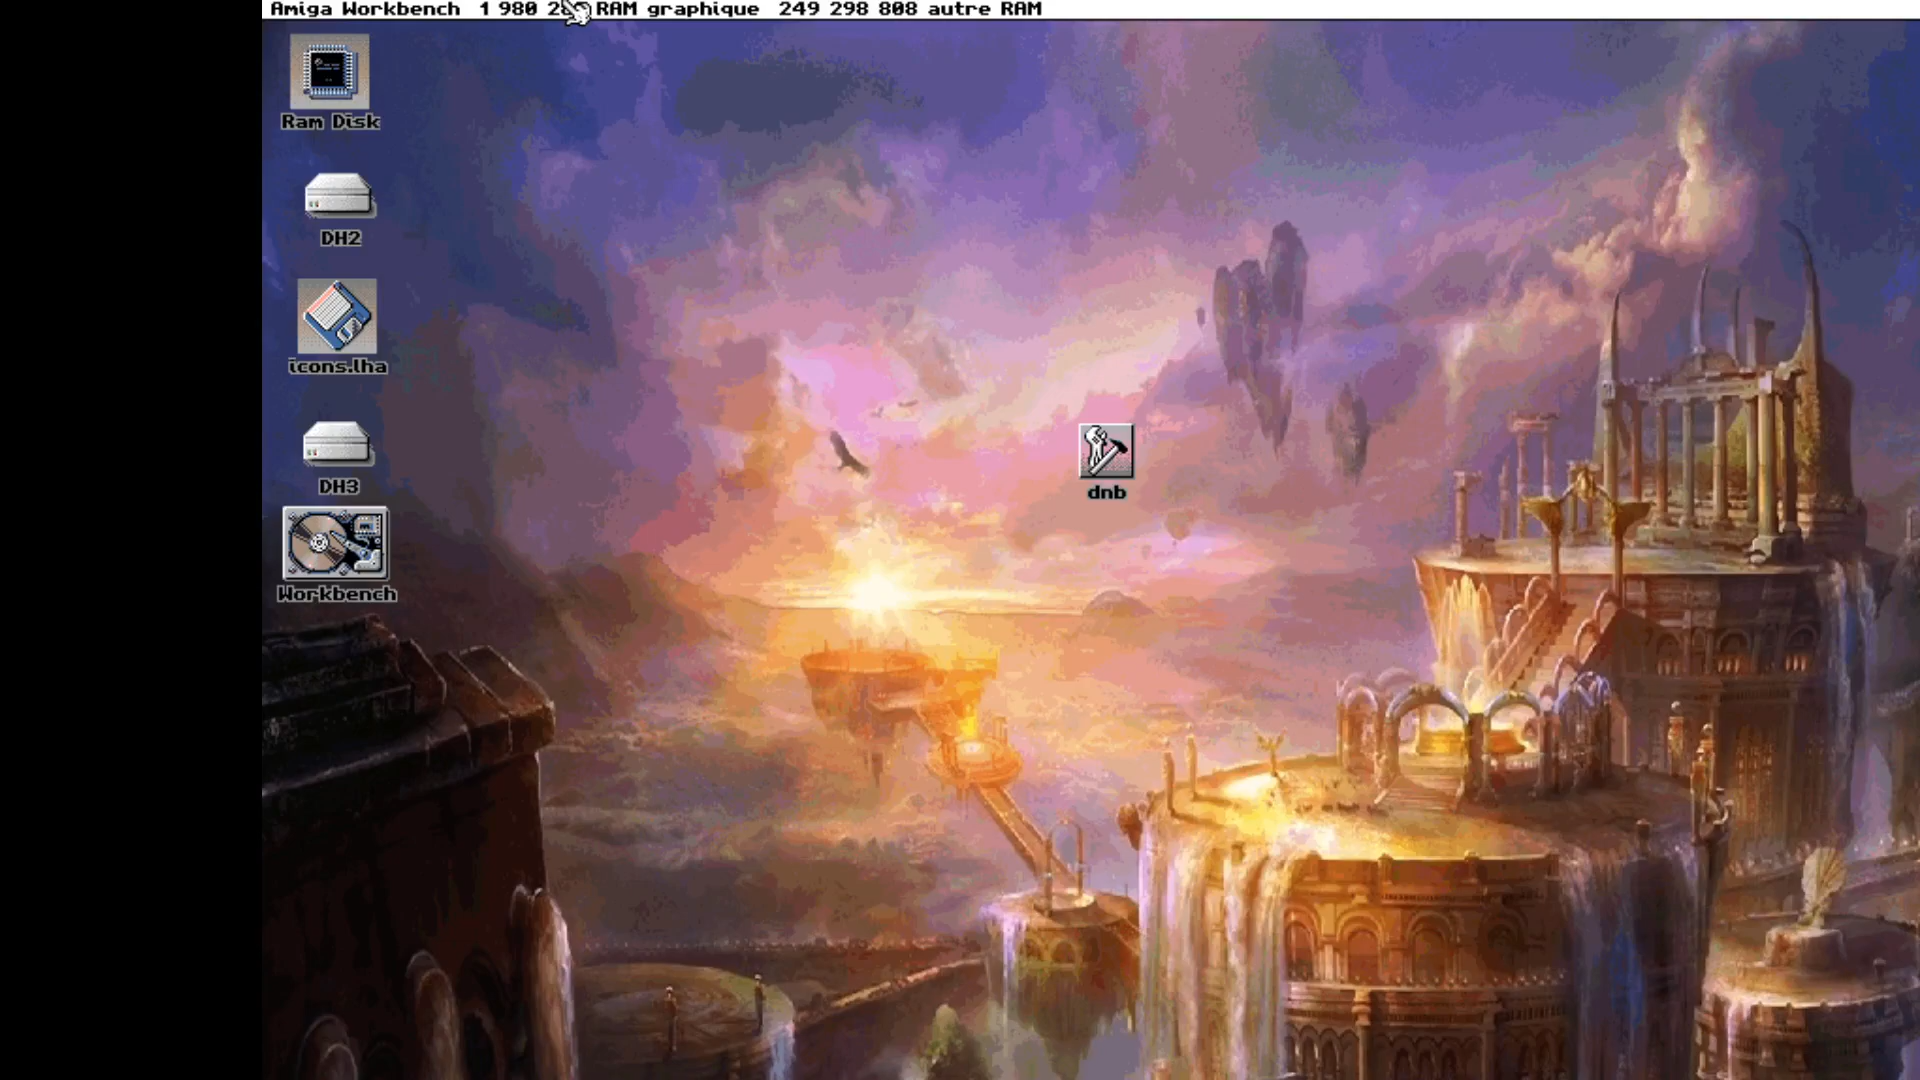 Amiga Workbench 1 980 RAM graphique 249 298 808 autre RAM
Ram Disk
DH2
icons.lha
DH3
dnb
Workbench